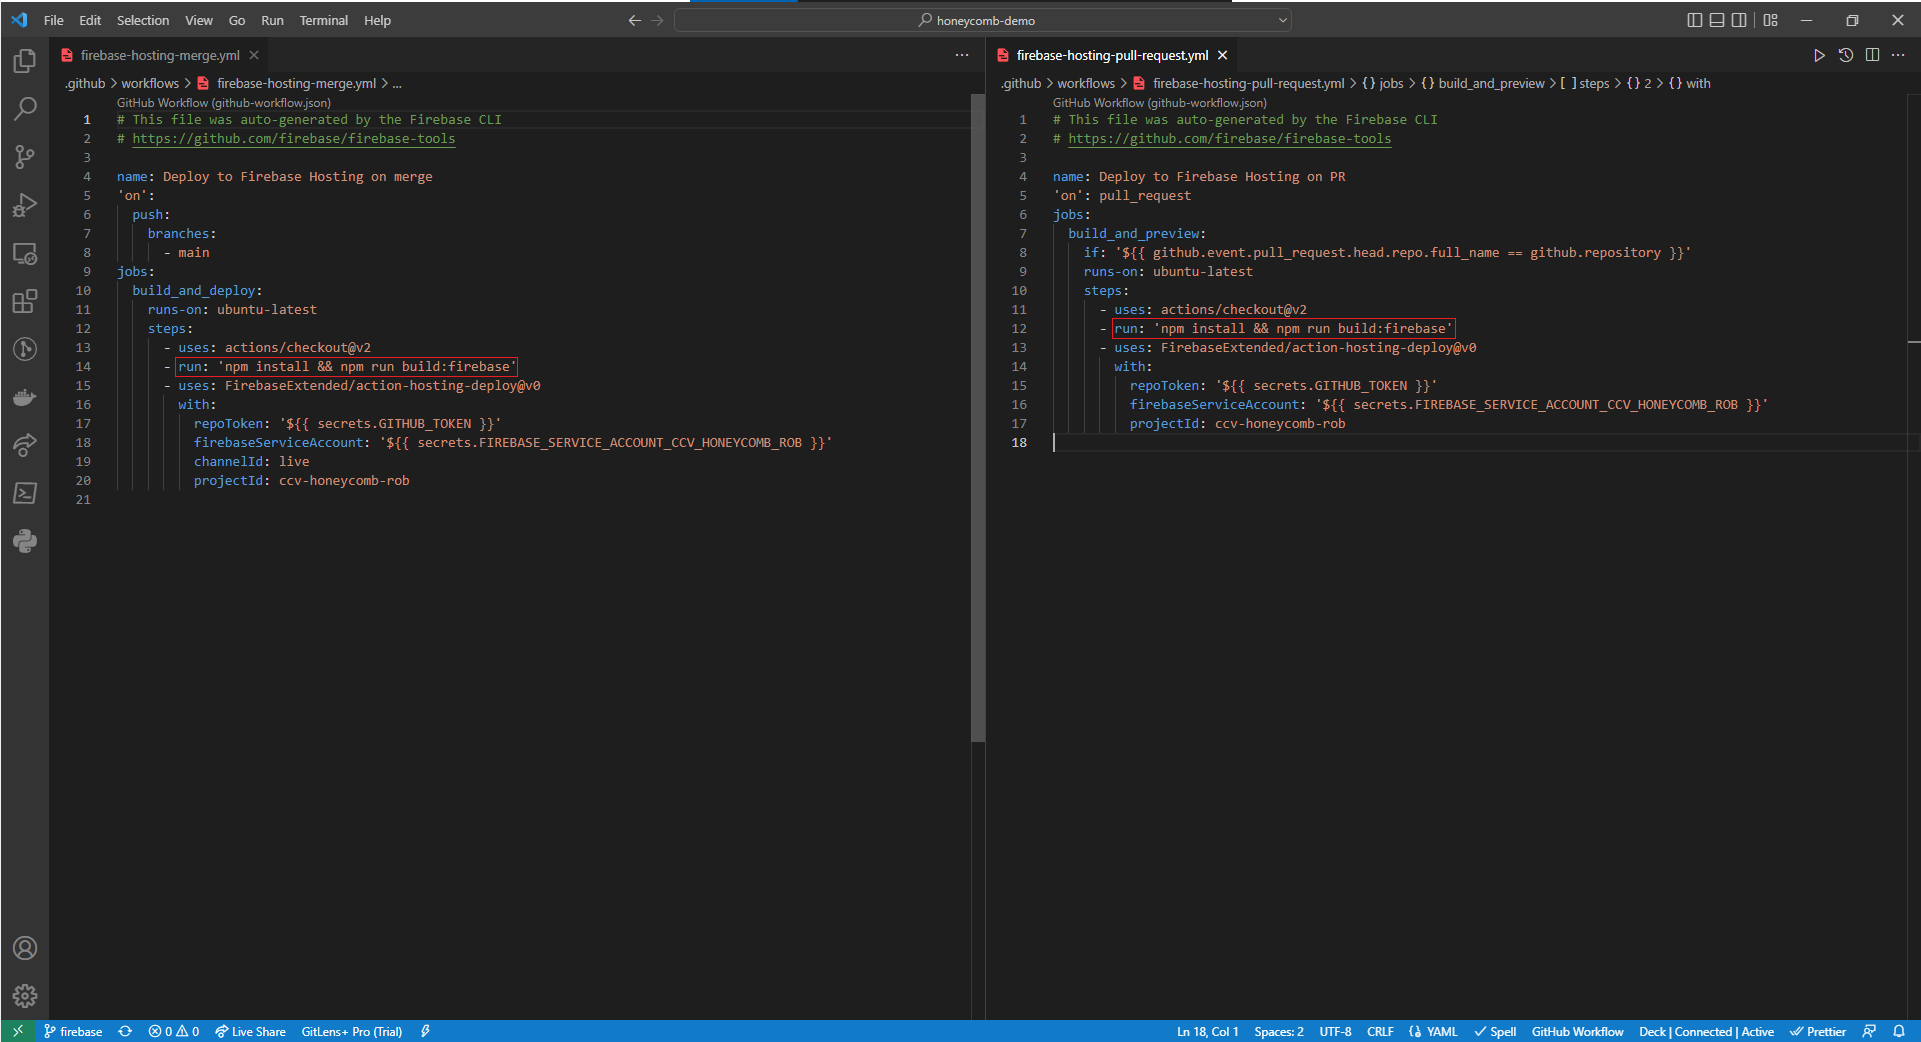 File Edit Selection View Go Run Terminal Help
honeycomb-demo
firebase-hosting-merge.yml
.github > workflows > firebase-hosting-merge.yml > ...
GitHub Workflow (github-workflow.json)
1 # This file was auto-generated by the Firebase CLI
2 # https://github.com/firebase/firebase-tools
3
4 name: Deploy to Firebase Hosting on merge
5 'on':
6 push:
7 branches:
8 - main
9 jobs:
10 build_and_deploy:
11 runs-on: ubuntu-latest
12 steps:
13 - uses: actions/checkout@v2
14 - run: 'npm install && npm run build:firebase'
15 - uses: FirebaseExtended/action-hosting-deploy@v0
16 with:
17 repoToken: '${{ secrets.GITHUB_TOKEN }}'
18 firebaseServiceAccount: '${{ secrets.FIREBASE_SERVICE_ACCOUNT_CCV_HONEYCOMB_ROB }}'
19 channelId: live
20 projectId: ccv-honeycomb-rob
21
firebase-hosting-pull-request.yml
.github > workflows > firebase-hosting-pull-request.yml > {} jobs > {} build_and_preview > [ ] steps > {} 2 > {} with
GitHub Workflow (github-workflow.json)
1 # This file was auto-generated by the Firebase CLI
2 # https://github.com/firebase/firebase-tools
3
4 name: Deploy to Firebase Hosting on PR
5 'on': pull_request
6 jobs:
7 build_and_preview:
8 if: '${{ github.event.pull_request.head.repo.full_name == github.repository }}'
9 runs-on: ubuntu-latest
10 steps:
11 - uses: actions/checkout@v2
12 - run: 'npm install && npm run build:firebase'
13 - uses: FirebaseExtended/action-hosting-deploy@v0
14 with:
15 repoToken: '${{ secrets.GITHUB_TOKEN }}'
16 firebaseServiceAccount: '${{ secrets.FIREBASE_SERVICE_ACCOUNT_CCV_HONEYCOMB_ROB }}'
17 projectId: ccv-honeycomb-rob
18
firebase 0 0 Live Share GitLens+ Pro (Trial) Ln 18, Col 1 Spaces: 2 UTF-8 CRLF {} YAML Spell GitHub Workflow Deck | Connected | Active Prettier